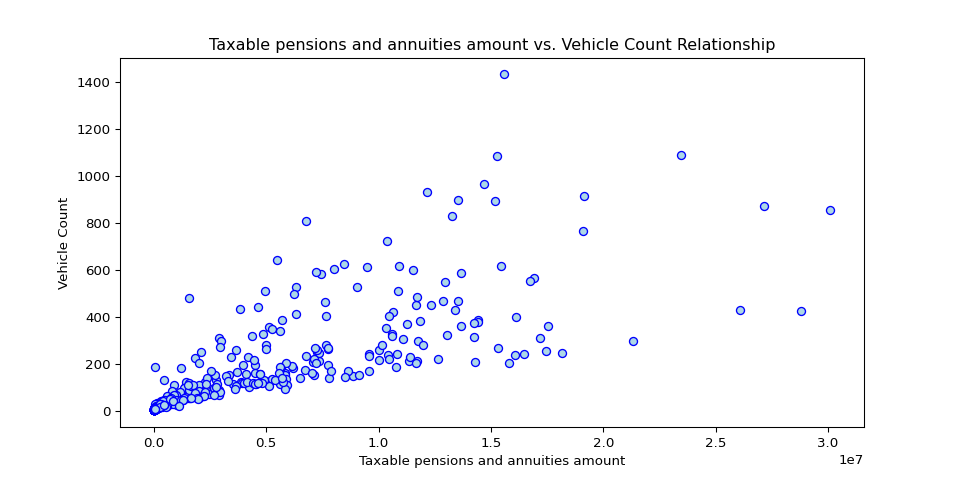 Taxable pensions and annuities amount vs. Vehicle Count Relationship
1400
1200
1000
800
600
400
200
0
Vehicle Count
0.0 0.5 1.0 1.5 2.0 2.5 3.0
1e7
Taxable pensions and annuities amount